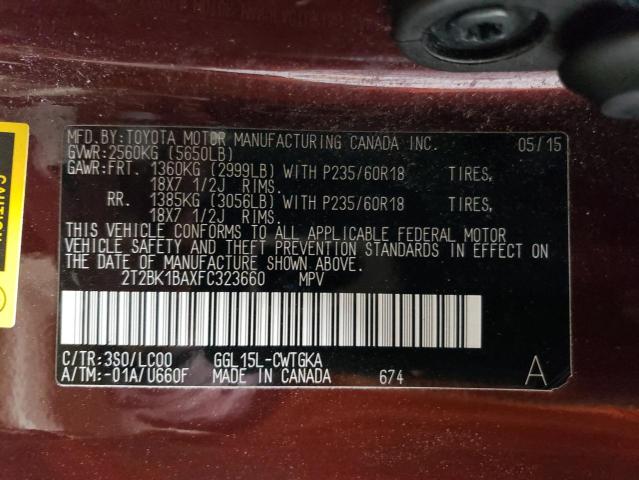 MFD.BY:TOYOTA MOTOR MANUFACTURING CANADA INC. 05/15
GVWR:2560KG (5650LB)
GAWR:FRT. 1360KG (2999LB) WITH P235/60R18 TIRES,
18X7 1/2J RIMS.
RR. 1385KG (3056LB) WITH P235/60R18 TIRES,
18X7 1/2J RIMS.
THIS VEHICLE CONFORMS TO ALL APPLICABLE FEDERAL MOTOR
VEHICLE SAFETY AND THEFT PREVENTION STANDARDS IN EFFECT ON
THE DATE OF MANUFACTURE SHOWN ABOVE.
2T2BK1BAXFC323660 MPV
C/TR:3S0/LC00 GGL15L-CWTGKA
A/TM:-01A/U660F MADE IN CANADA 674 A
CAUTION